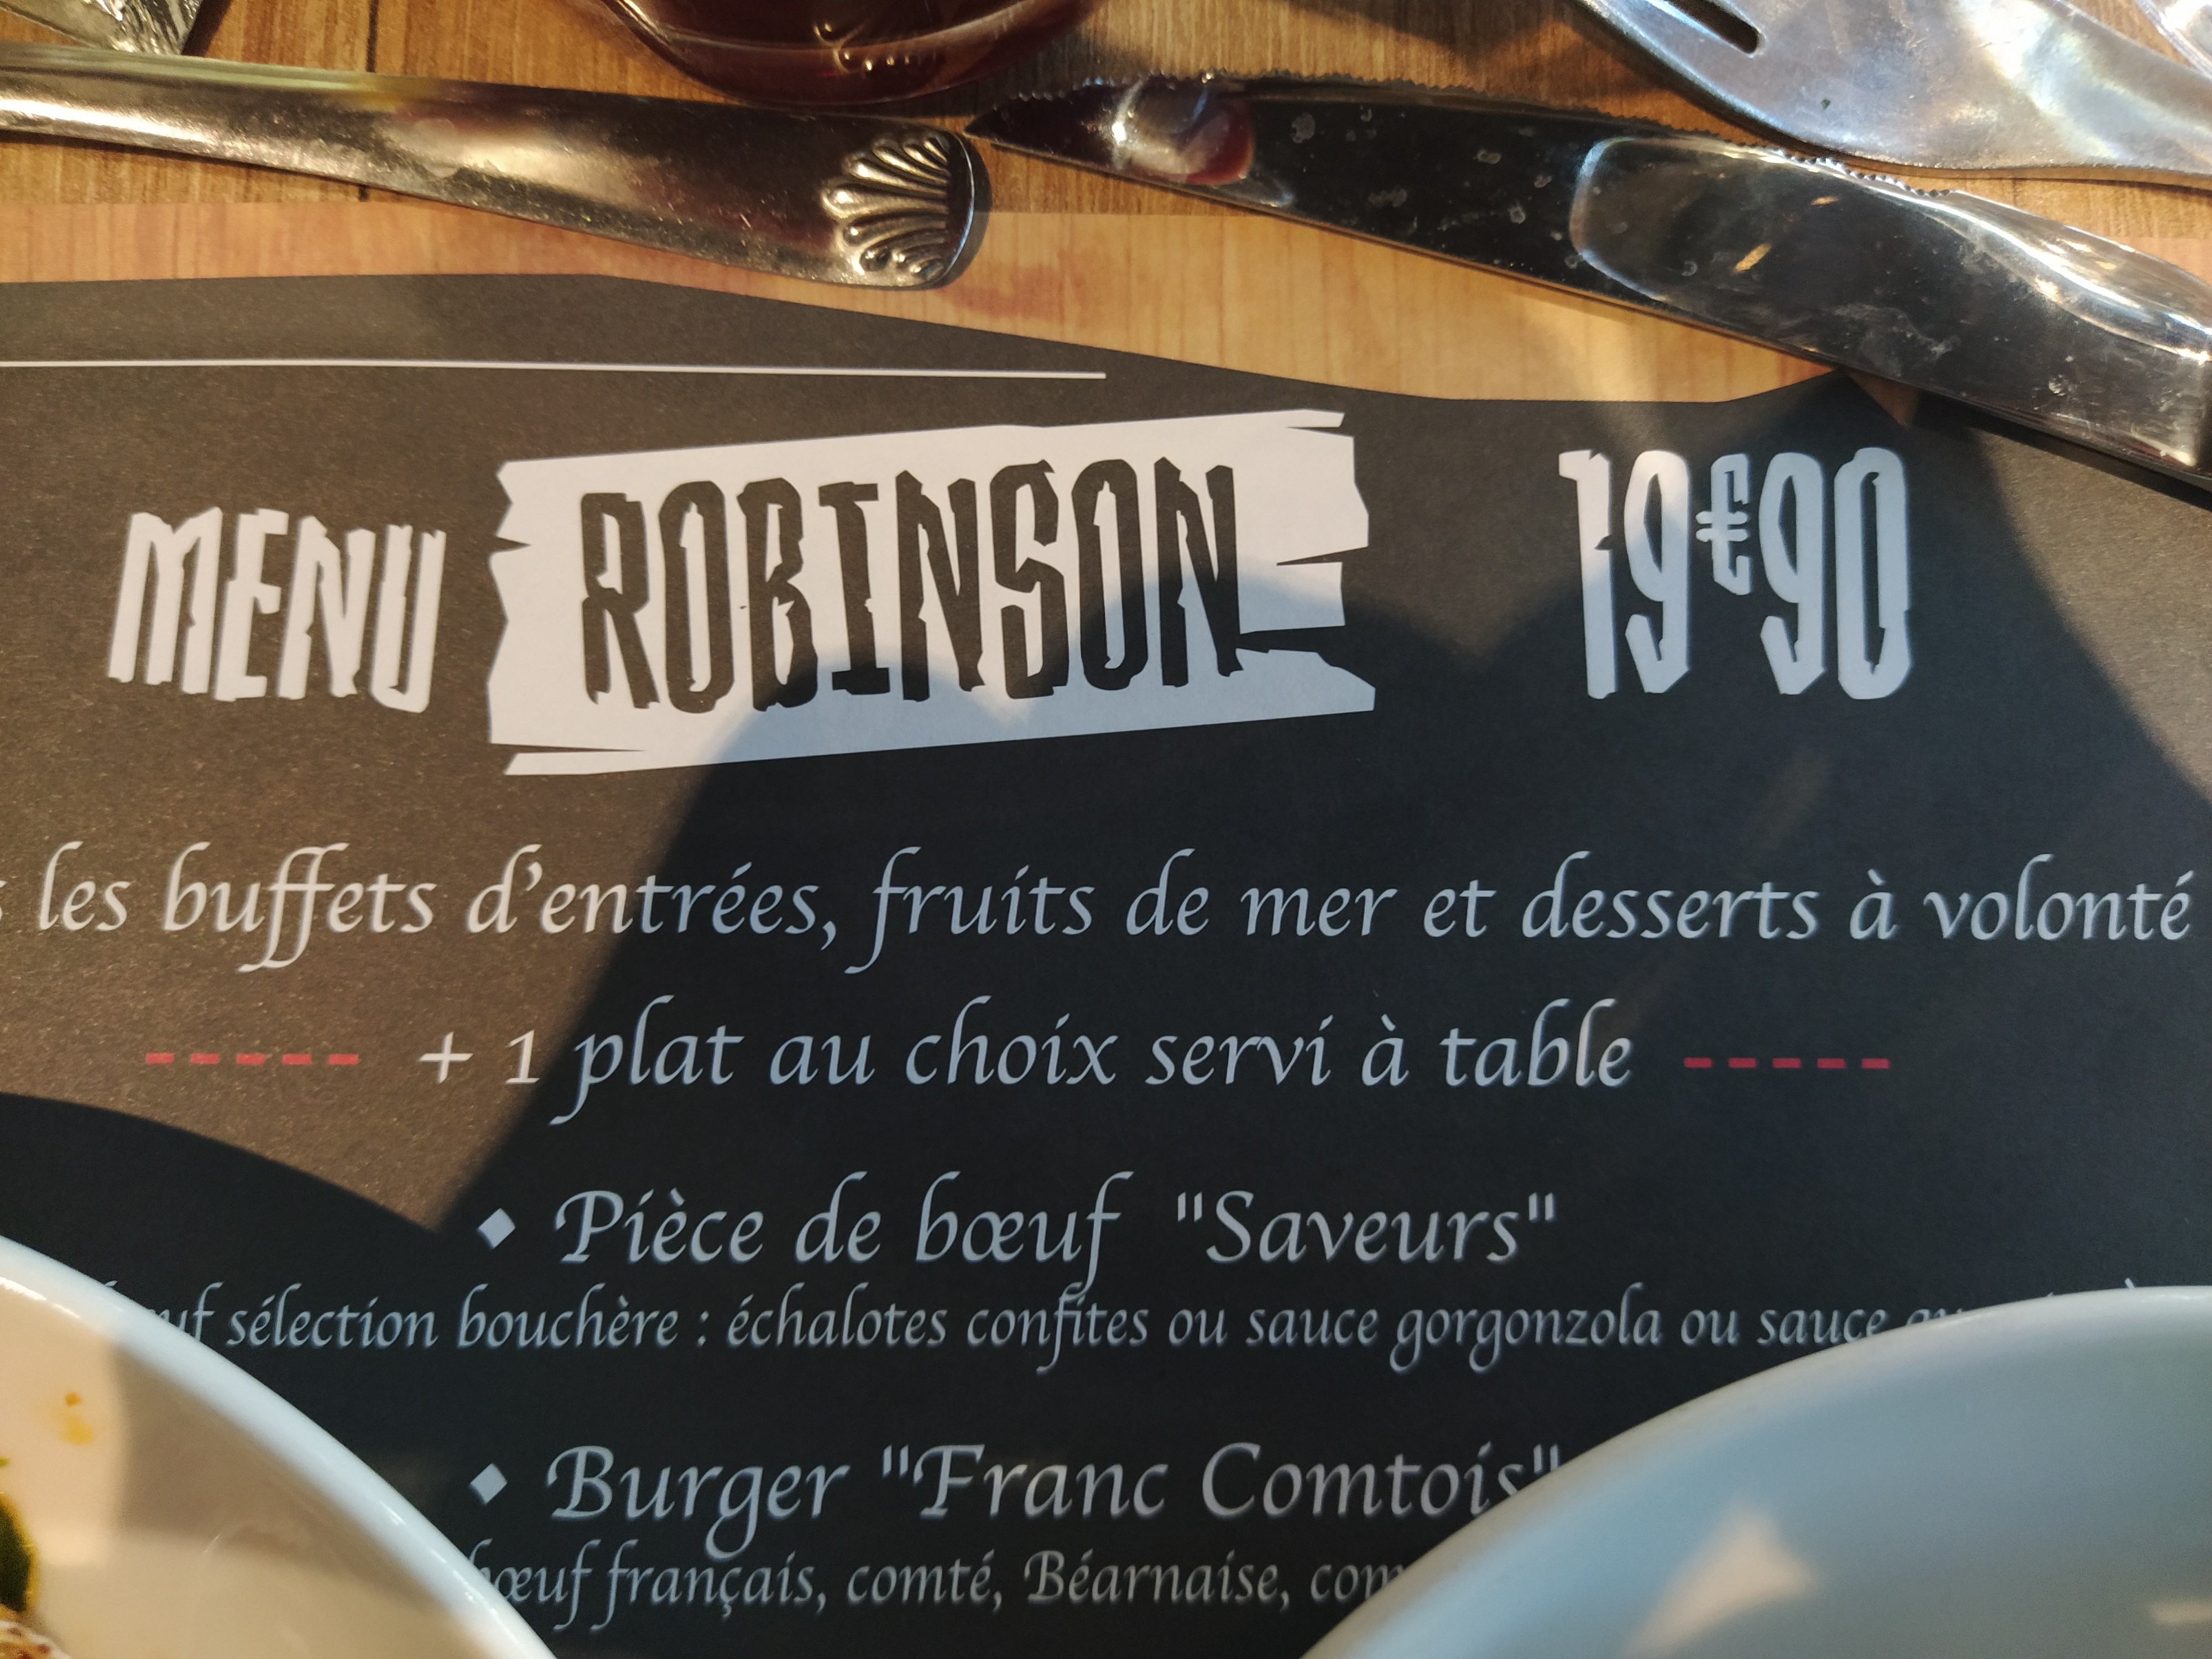 MENU ROBINSON 19€90
les buffets d'entrées, fruits de mer et desserts à volonté
+ 1 plat au choix servi à table
◆ Pièce de bœuf "Saveurs"
sélection bouchère : échalotes confites ou sauce gorgonzola ou sauce
◆ Burger "Franc Comtois"
bœuf français, comté, Béarnaise,